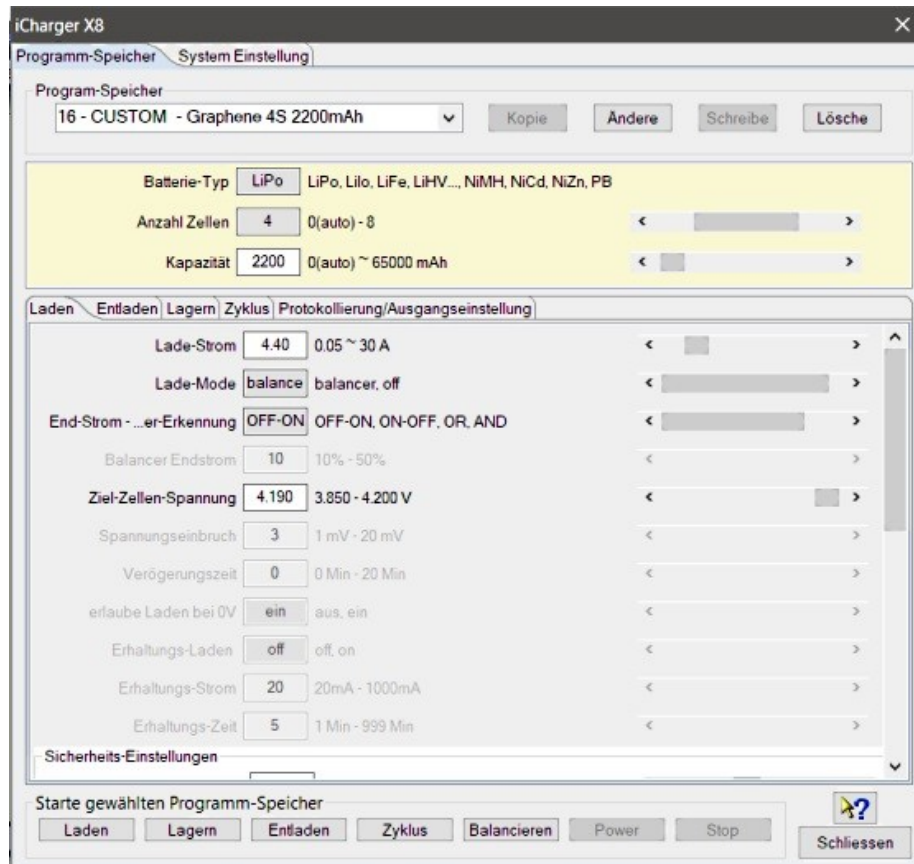 iCharger X8
Programm-Speicher System Einstellung
Program-Speicher
16 - CUSTOM - Graphene 4S 2200mAh Kopie Andere Schreibe Lösche
Batterie-Typ LiPo LiPo, LiIo, LiFe, LiHV..., NiMH, NiCd, NiZn, PB
Anzahl Zellen 4 0(auto) - 8
Kapazität 2200 0(auto) ~ 65000 mAh
Laden Entladen Lagern Zyklus Protokollierung/Ausgangseinstellung
Lade-Strom 4.40 0.05 ~ 30 A
Lade-Mode balance balancer, off
End-Strom - ...er-Erkennung OFF-ON OFF-ON, ON-OFF, OR, AND
Balancer Endstrom 10 10% - 50%
Ziel-Zellen-Spannung 4.190 3.850 - 4.200 V
Spannungseinbruch 3 1 mV - 20 mV
Verögerungszeit 0 0 Min - 20 Min
erlaube Laden bei 0V ein aus, ein
Erhaltungs-Laden off off, on
Erhaltungs-Strom 20 20mA - 1000mA
Erhaltungs-Zeit 5 1 Min - 999 Min
Sicherheits-Einstellungen
Starte gewählten Programm-Speicher
Laden Lagern Entladen Zyklus Balancieren Power Stop Schliessen